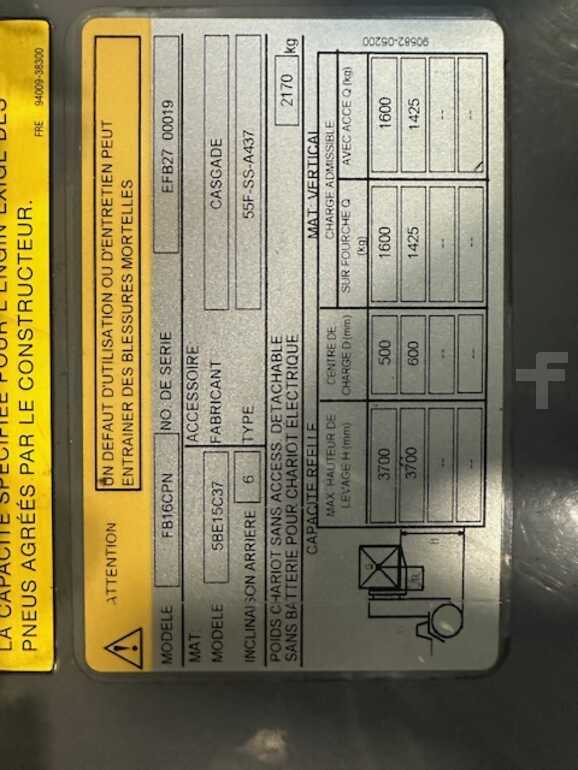 LA CAPACITÉ SPÉCIFIÉE POUR L'ENGIN EXIGE DES
PNEUS AGRÉÉS PAR LE CONSTRUCTEUR.
FRE 94009-38300
ATTENTION
UN DEFAUT D'UTILISATION OU D'ENTRETIEN PEUT
ENTRAINER DES BLESSURES MORTELLES
MODELE FB16CPN NO. DE SERIE EFB27 00019
MAT. ACCESSOIRE
MODELE 5BE15C37 FABRICANT CASCADE
INCLINAISON ARRIERE 6 TYPE 55F-SS-A437
POIDS CHARIOT SANS ACCESS. DETACHABLE
SANS BATTERIE POUR CHARIOT ELECTRIQUE 2170 kg
CAPACITE REELLE MAT: VERTICAL
MAX. HAUTEUR DE LEVAGE H (mm) CENTRE DE CHARGE D (mm) CHARGE ADMISSIBLE
SUR FOURCHE Q (kg) AVEC ACCE Q (kg)
3700 500 1600 1600
3700 600 1425 1425
-- -- -- --
-- -- -- --
G
H
90582-05200
f